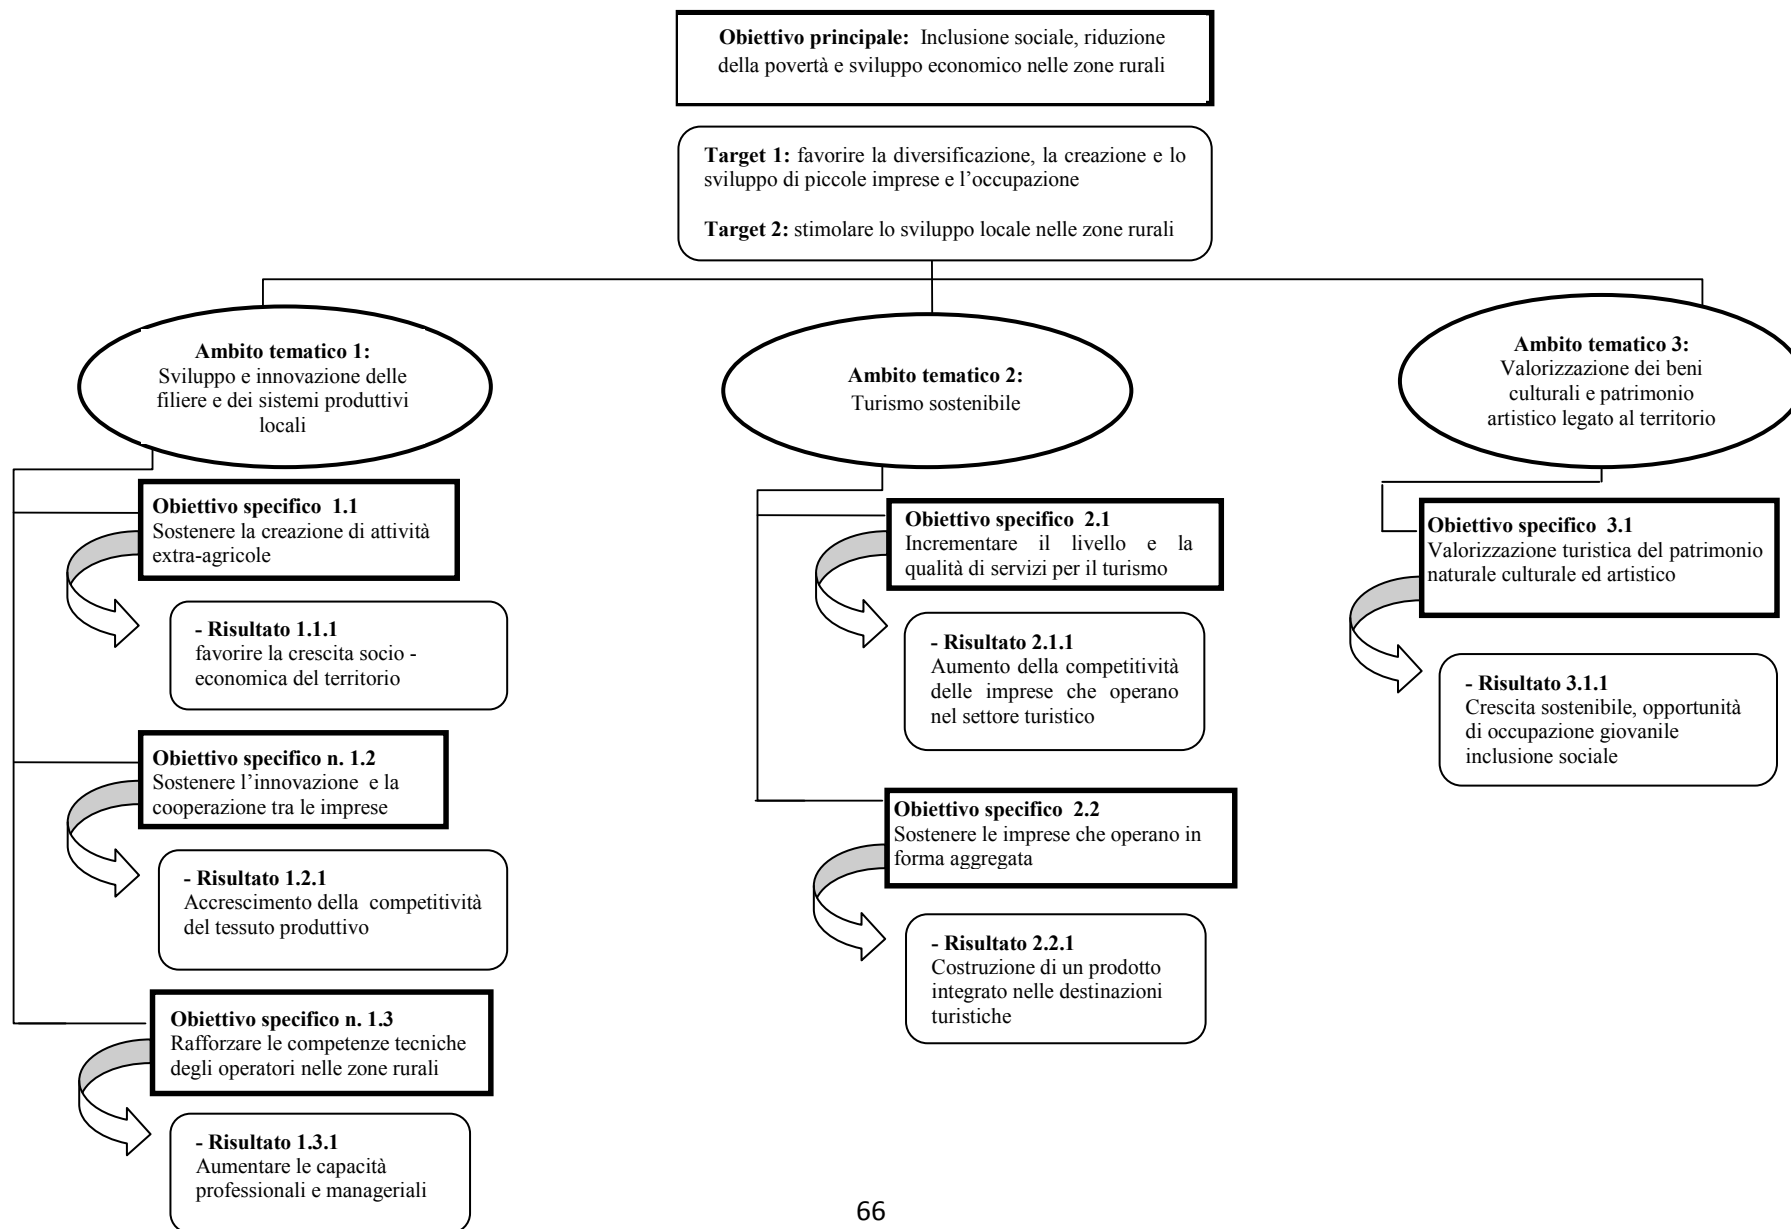 Obiettivo principale: Inclusione sociale, riduzione
della povertà e sviluppo economico nelle zone rurali
Target 1: favorire la diversificazione, la creazione e lo
sviluppo di piccole imprese e l’occupazione
Target 2: stimolare lo sviluppo locale nelle zone rurali
Ambito tematico 1:
Sviluppo e innovazione delle
filiere e dei sistemi produttivi
locali
Obiettivo specifico 1.1
Sostenere la creazione di attività
extra-agricole
- Risultato 1.1.1
favorire la crescita socio -
economica del territorio
Obiettivo specifico n. 1.2
Sostenere l’innovazione e la
cooperazione tra le imprese
- Risultato 1.2.1
Accrescimento della competitività
del tessuto produttivo
Obiettivo specifico n. 1.3
Rafforzare le competenze tecniche
degli operatori nelle zone rurali
- Risultato 1.3.1
Aumentare le capacità
professionali e manageriali
Ambito tematico 2:
Turismo sostenibile
Obiettivo specifico 2.1
Incrementare il livello e la
qualità di servizi per il turismo
- Risultato 2.1.1
Aumento della competitività
delle imprese che operano
nel settore turistico
Obiettivo specifico 2.2
Sostenere le imprese che operano in
forma aggregata
- Risultato 2.2.1
Costruzione di un prodotto
integrato nelle destinazioni
turistiche
Ambito tematico 3:
Valorizzazione dei beni
culturali e patrimonio
artistico legato al territorio
Obiettivo specifico 3.1
Valorizzazione turistica del patrimonio
naturale culturale ed artistico
- Risultato 3.1.1
Crescita sostenibile, opportunità
di occupazione giovanile
inclusione sociale
66